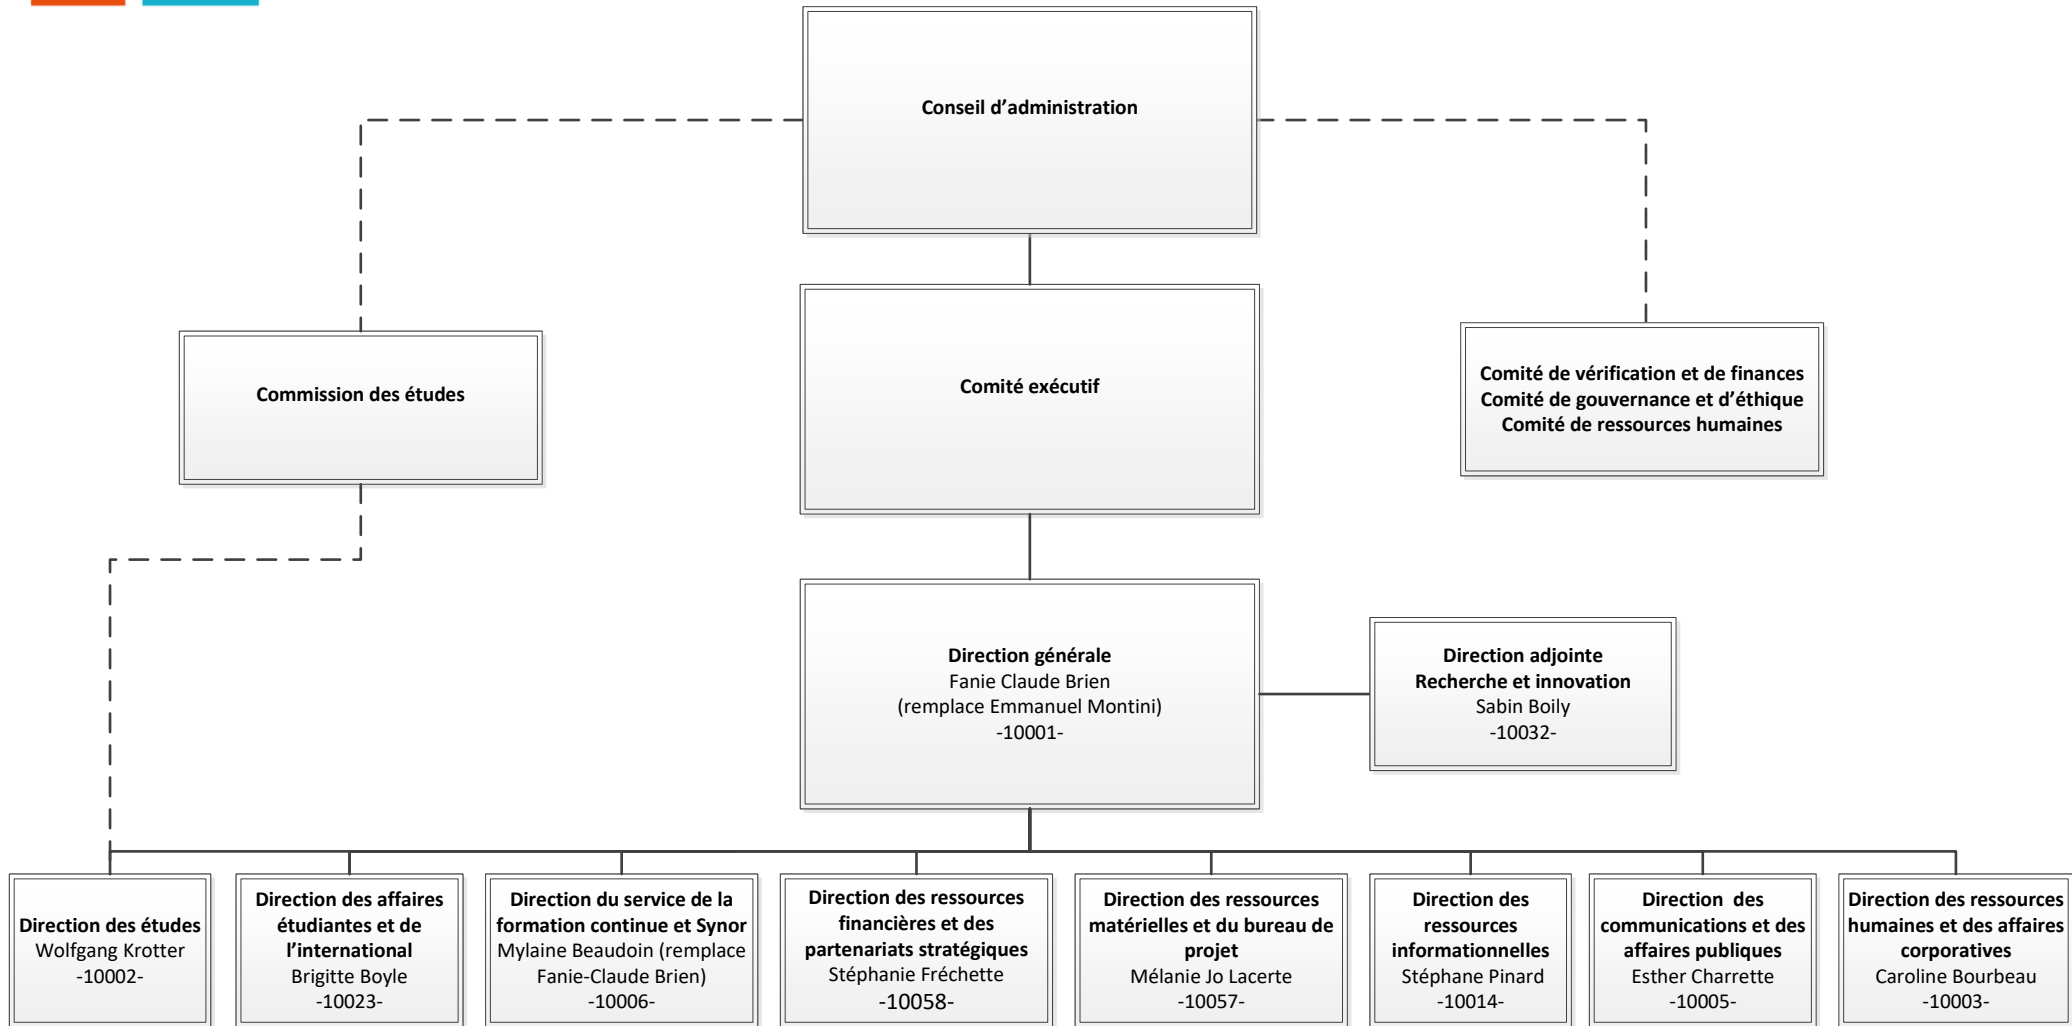 Conseil d’administration
Commission des études
Comité exécutif
Comité de vérification et de finances
Comité de gouvernance et d’éthique
Comité de ressources humaines
Direction générale
Fanie Claude Brien
(remplace Emmanuel Montini)
-10001-
Direction adjointe
Recherche et innovation
Sabin Boily
-10032-
Direction des études
Wolfgang Krotter
-10002-
Direction des affaires
étudiantes et de
l’international
Brigitte Boyle
-10023-
Direction du service de la
formation continue et Synor
Mylaine Beaudoin (remplace
Fanie-Claude Brien)
-10006-
Direction des ressources
financières et des
partenariats stratégiques
Stéphanie Fréchette
-10058-
Direction des ressources
matérielles et du bureau de
projet
Mélanie Jo Lacerte
-10057-
Direction des
ressources
informationnelles
Stéphane Pinard
-10014-
Direction des
communications et des
affaires publiques
Esther Charrette
-10005-
Direction des ressources
humaines et des affaires
corporatives
Caroline Bourbeau
-10003-